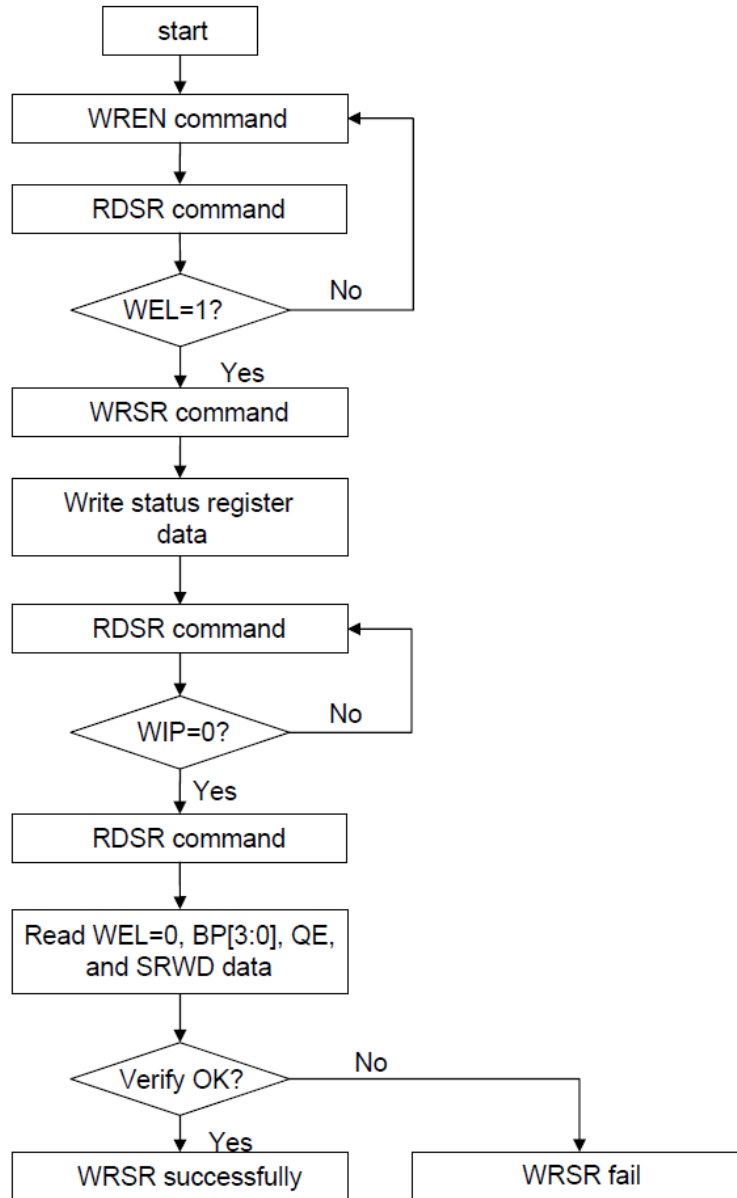 start
WREN command
RDSR command
WEL=1?
No
Yes
WRSR command
Write status register
data
RDSR command
WIP=0?
No
Yes
RDSR command
Read WEL=0, BP[3:0], QE,
and SRWD data
Verify OK?
No
Yes
WRSR successfully
WRSR fail